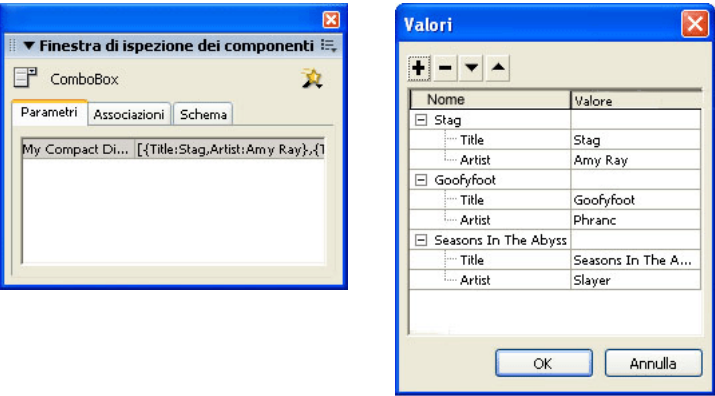 Finestra di ispezione dei componenti
ComboBox
Parametri Associazioni Schema
My Compact Di... [{Title:Stag,Artist:Amy Ray},{T
Valori
Nome Valore
Stag
Title Stag
Artist Amy Ray
Goofyfoot
Title Goofyfoot
Artist Phranc
Seasons In The Abyss
Title Seasons In The A...
Artist Slayer
OK Annulla